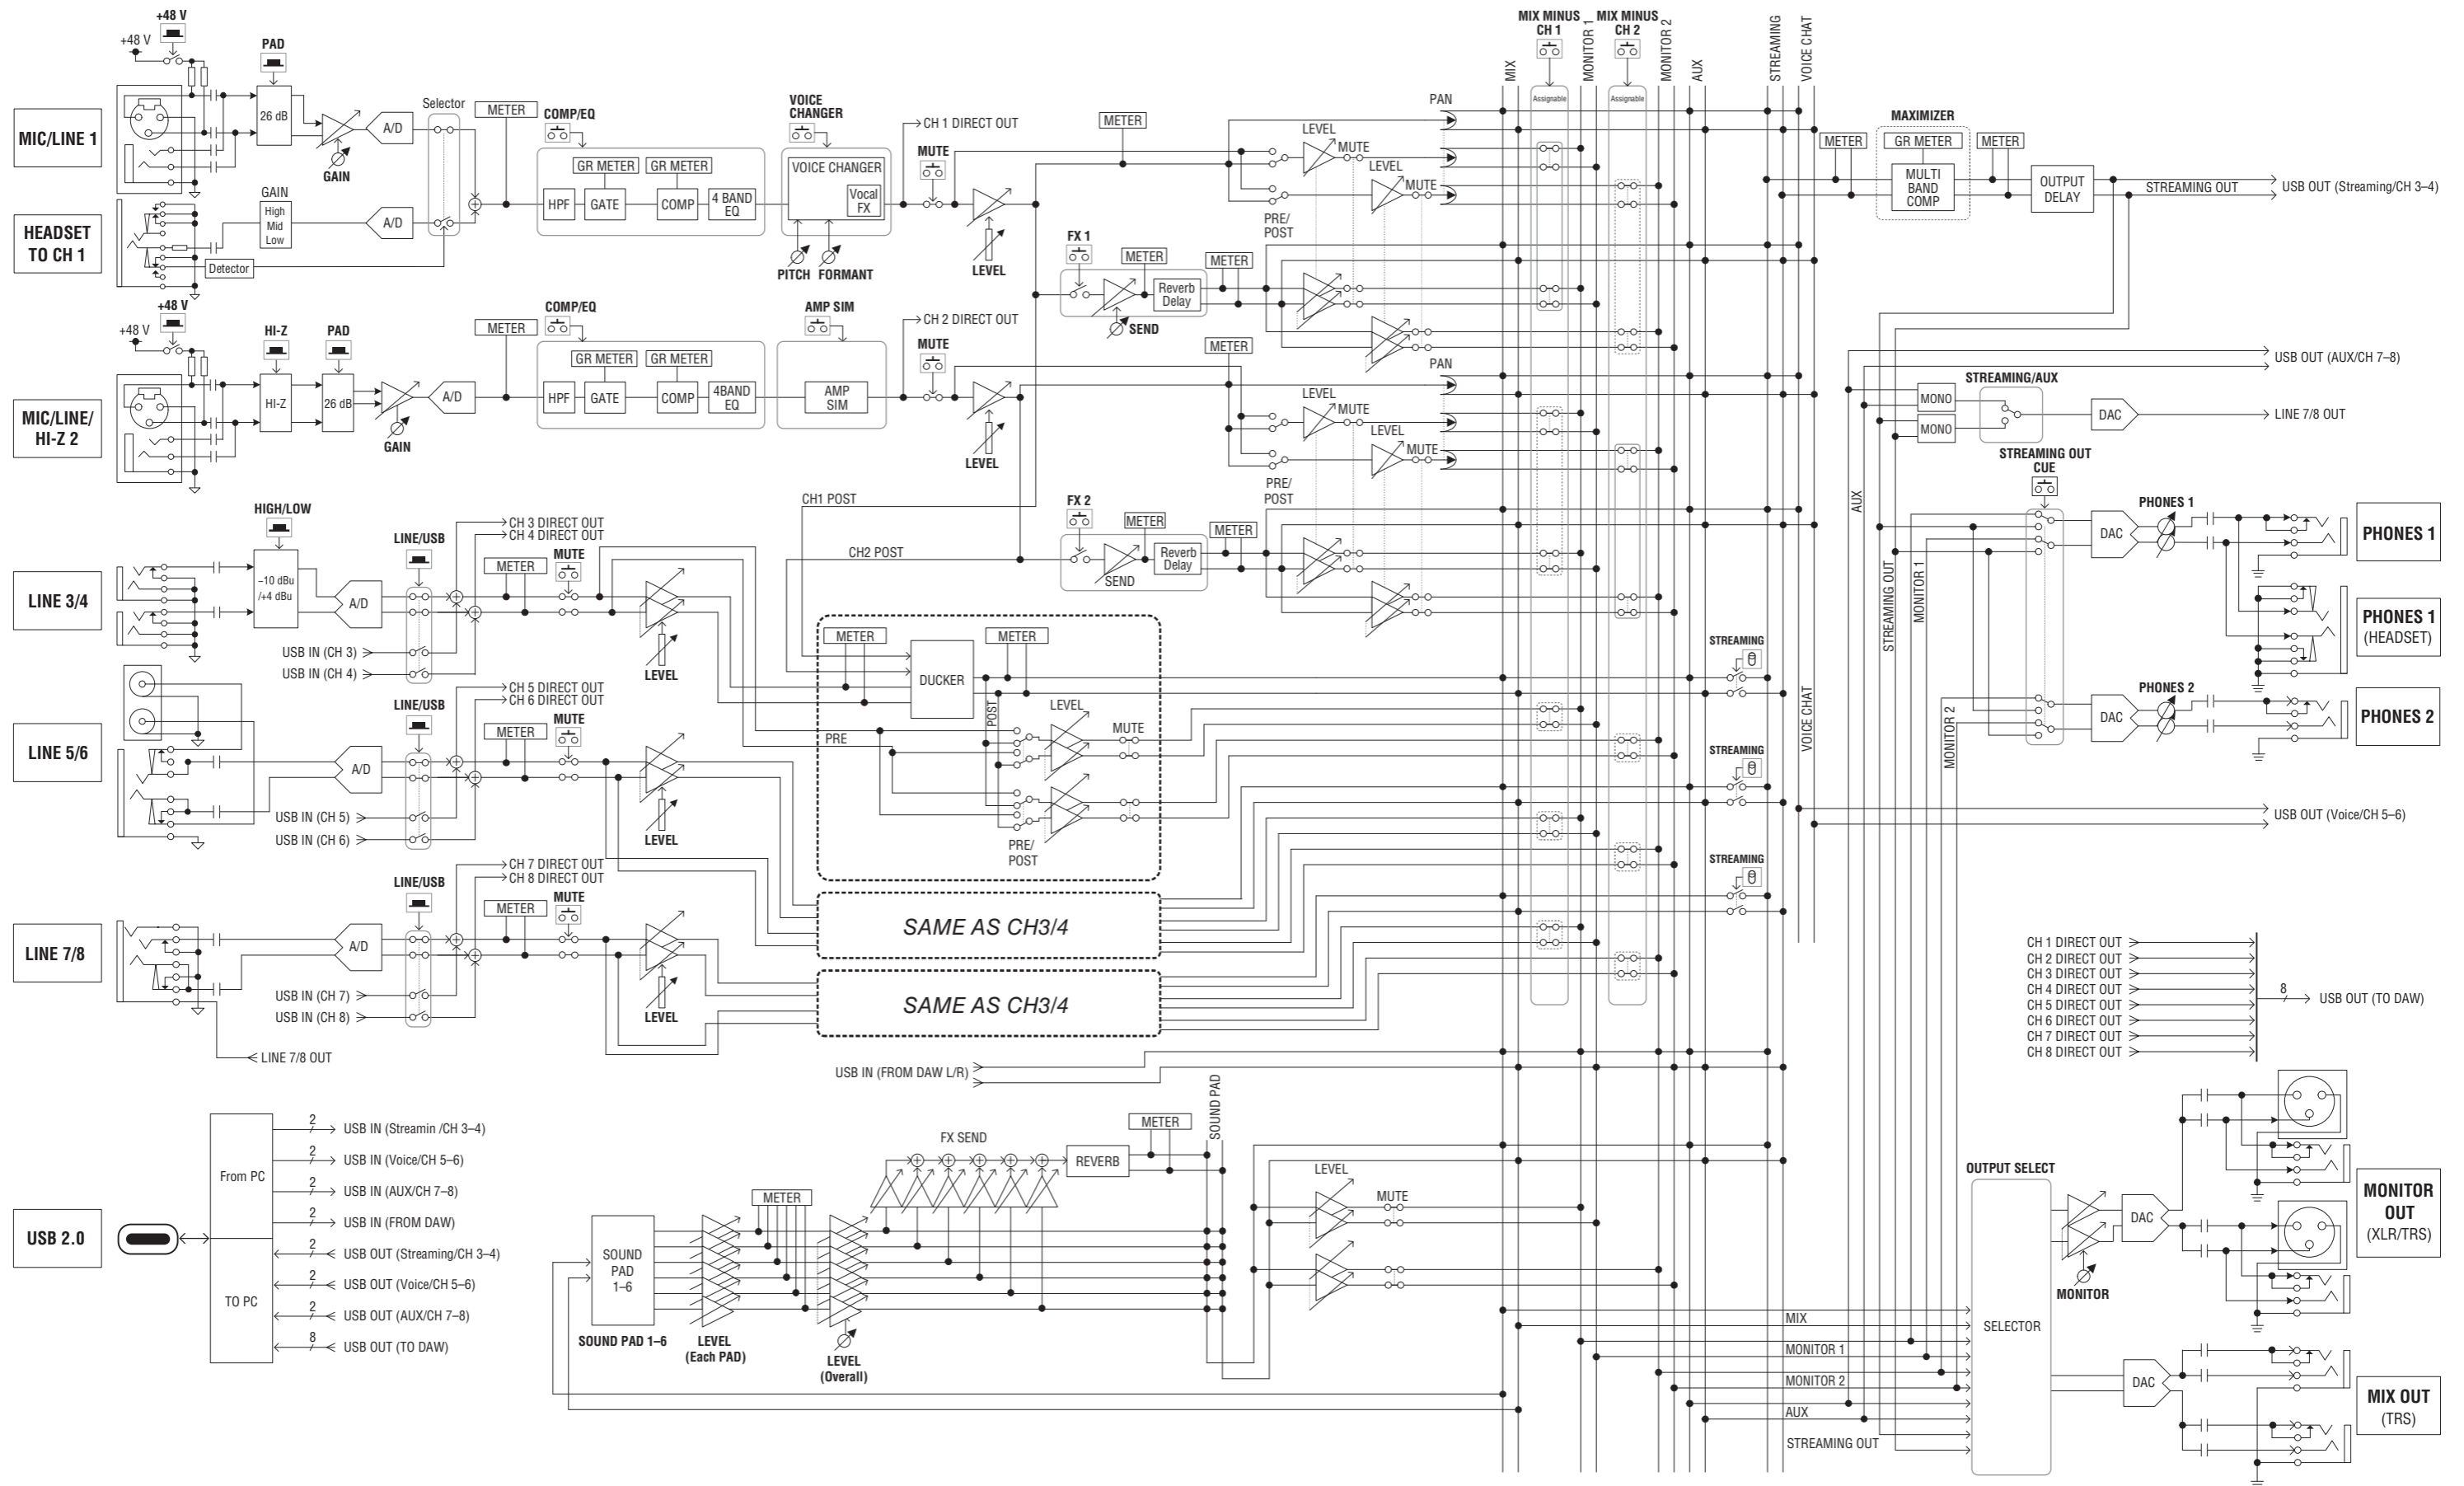 MIC/LINE 1
+48 V
+48 V
PAD
26 dB
GAIN
A/D
Selector
METER
COMP/EQ
GR METER
GR METER
HPF
GATE
COMP
4 BAND
EQ
VOICE
CHANGER
VOICE CHANGER
Vocal
FX
PITCH
FORMANT
CH 1 DIRECT OUT
MUTE
LEVEL
METER
LEVEL
MUTE
LEVEL
MUTE
PAN
PRE/
POST
HEADSET
TO CH 1
GAIN
High
Mid
Low
A/D
Detector
FX 1
METER
Reverb
Delay
SEND
METER
MIC/LINE/
HI-Z 2
+48 V
+48 V
HI-Z
HI-Z
PAD
26 dB
GAIN
A/D
METER
COMP/EQ
GR METER
GR METER
HPF
GATE
COMP
4BAND
EQ
AMP SIM
AMP
SIM
CH 2 DIRECT OUT
MUTE
LEVEL
METER
LEVEL
MUTE
LEVEL
MUTE
PAN
PRE/
POST
CH1 POST
CH2 POST
FX 2
METER
Reverb
Delay
SEND
METER
LINE 3/4
HIGH/LOW
−10 dBu
/+4 dBu
A/D
LINE/USB
CH 3 DIRECT OUT
CH 4 DIRECT OUT
METER
MUTE
LEVEL
USB IN (CH 3)
USB IN (CH 4)
METER
DUCKER
METER
POST
LEVEL
MUTE
PRE
PRE/
POST
LINE 5/6
A/D
LINE/USB
CH 5 DIRECT OUT
CH 6 DIRECT OUT
METER
MUTE
LEVEL
USB IN (CH 5)
USB IN (CH 6)
SAME AS CH3/4
LINE 7/8
A/D
LINE/USB
CH 7 DIRECT OUT
CH 8 DIRECT OUT
METER
MUTE
LEVEL
USB IN (CH 7)
USB IN (CH 8)
LINE 7/8 OUT
SAME AS CH3/4
USB IN (FROM DAW L/R)
USB 2.0
From PC
TO PC
2
USB IN (Streamin /CH 3–4)
2
USB IN (Voice/CH 5–6)
2
USB IN (AUX/CH 7–8)
2
USB IN (FROM DAW)
2
USB OUT (Streaming/CH 3–4)
2
USB OUT (Voice/CH 5–6)
2
USB OUT (AUX/CH 7–8)
8
USB OUT (TO DAW)
SOUND
PAD
1–6
SOUND PAD 1–6
LEVEL
(Each PAD)
METER
LEVEL
(Overall)
FX SEND
REVERB
METER
SOUND PAD
LEVEL
MUTE
MIX
MIX MINUS
CH 1
Assignable
MONITOR 1
MIX MINUS
CH 2
Assignable
MONITOR 2
AUX
STREAMING
VOICE CHAT
STREAMING
STREAMING
STREAMING
METER
MAXIMIZER
GR METER
MULTI
BAND
COMP
METER
OUTPUT
DELAY
STREAMING OUT
USB OUT (Streaming/CH 3–4)
USB OUT (AUX/CH 7–8)
STREAMING/AUX
MONO
MONO
DAC
LINE 7/8 OUT
STREAMING OUT
CUE
AUX
STREAMING OUT
MONITOR 1
MONITOR 2
VOICE CHAT
DAC
PHONES 1
PHONES 1
PHONES 1
(HEADSET)
DAC
PHONES 2
PHONES 2
USB OUT (Voice/CH 5–6)
CH 1 DIRECT OUT
CH 2 DIRECT OUT
CH 3 DIRECT OUT
CH 4 DIRECT OUT
CH 5 DIRECT OUT
CH 6 DIRECT OUT
CH 7 DIRECT OUT
CH 8 DIRECT OUT
8
USB OUT (TO DAW)
OUTPUT SELECT
SELECTOR
MIX
MONITOR 1
MONITOR 2
AUX
STREAMING OUT
MONITOR
DAC
MONITOR
OUT
(XLR/TRS)
DAC
MIX OUT
(TRS)